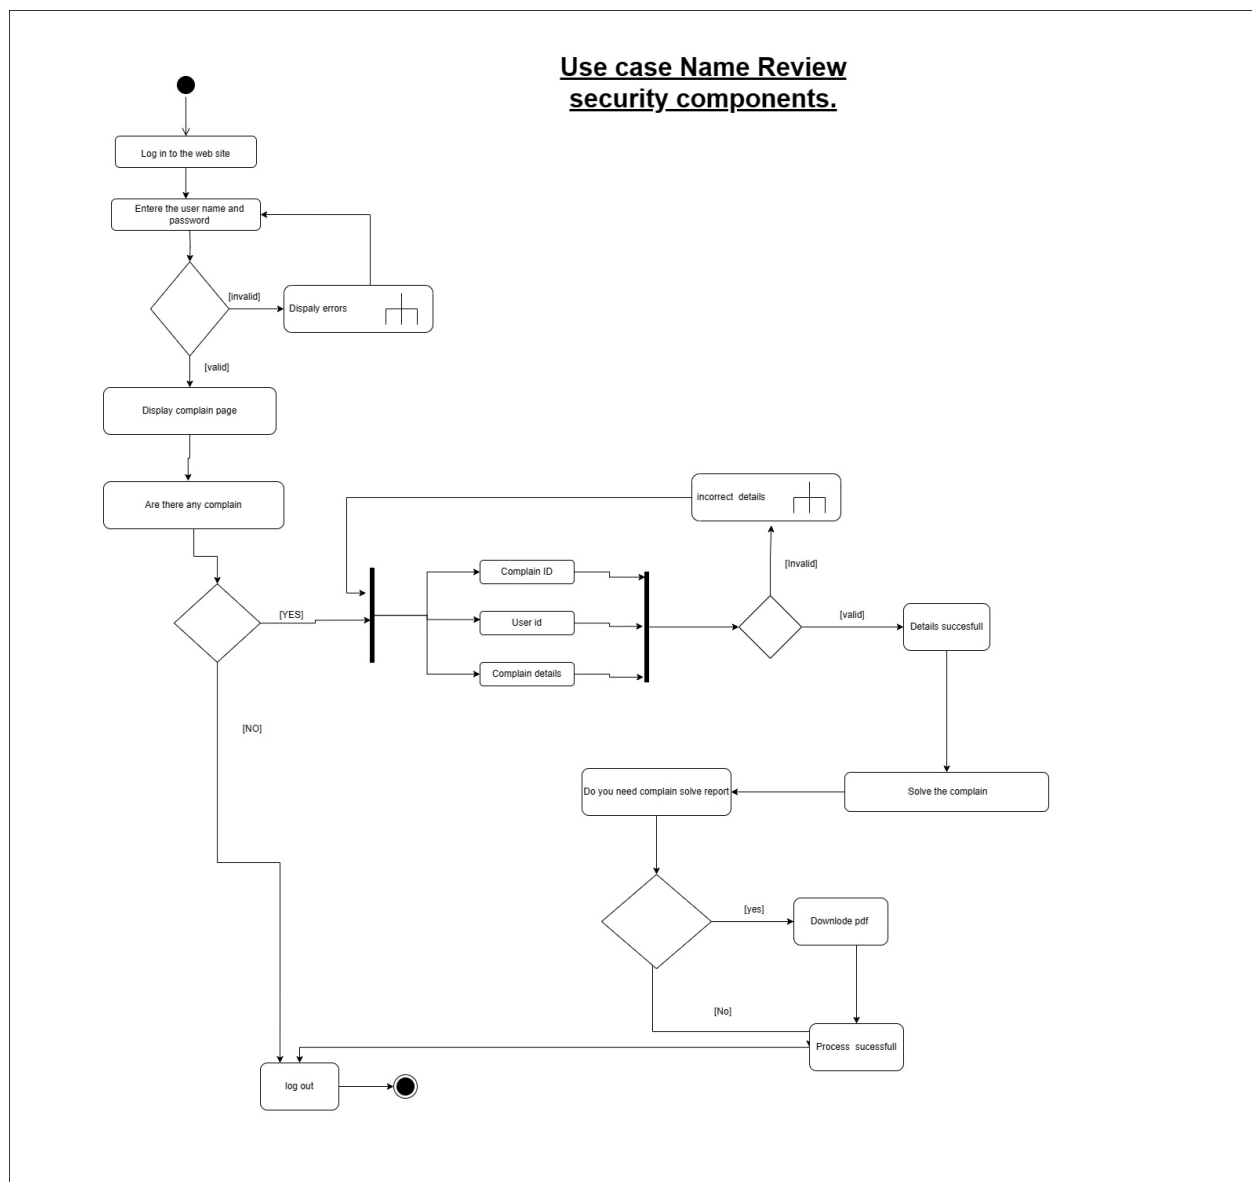 Use case Name Review
security components.
Log in to the web site
Entere the user name and
password
[invalid]
Dispaly errors
[valid]
Display complain page
Are there any complain
incorrect  details
[Invalid]
Complain ID
[YES]
User id
[valid]
Details succesfull
Complain details
[NO]
Do you need complain solve report
Solve the complain
[yes]
Downlode pdf
[No]
Process  sucessfull
log out